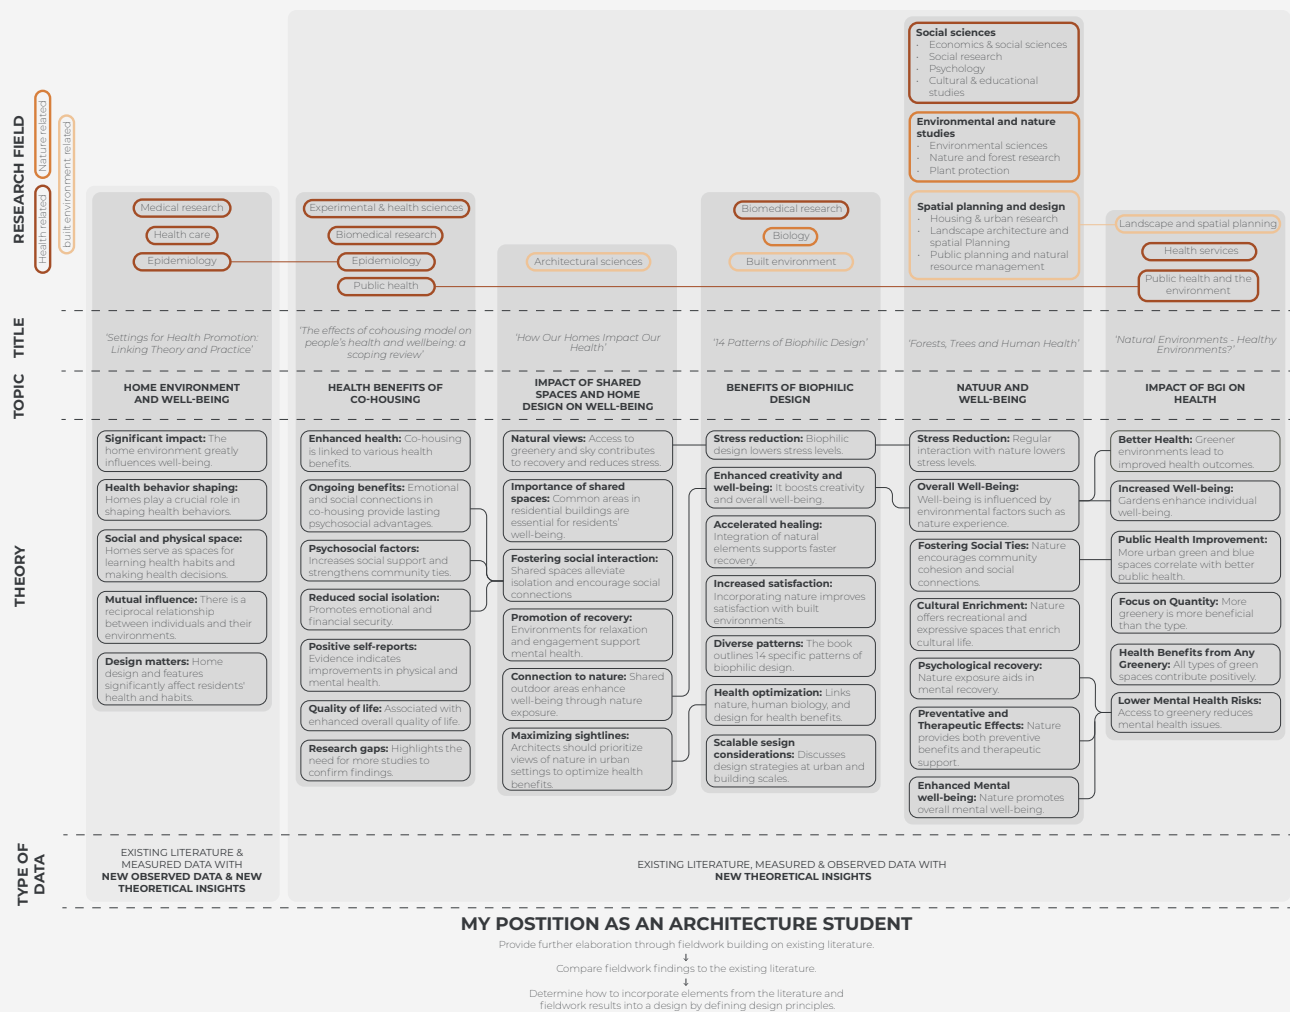 RESEARCH FIELD
Health related
Nature related
built environment related
Medical research
Health care
Epidemiology
Experimental & health sciences
Biomedical research
Epidemiology
Public health
Architectural sciences
Biomedical research
Biology
Built environment
Social sciences
· Economics & social sciences
· Social research
· Psychology
· Cultural & educational
studies
Environmental and nature
studies
· Environmental sciences
· Nature and forest research
· Plant protection
Spatial planning and design
· Housing & urban research
· Landscape architecture and
spatial Planning
· Public planning and natural
resource management
Landscape and spatial planning
Health services
Public health and the
environment
TITLE
'Settings for Health Promotion:
Linking Theory and Practice'
'The effects of cohousing model on
people's health and wellbeing: a
scoping review'
'How Our Homes Impact Our
Health'
'14 Patterns of Biophilic Design'
'Forests, Trees and Human Health'
'Natural Environments - Healthy
Environments?'
TOPIC
HOME ENVIRONMENT
AND WELL-BEING
HEALTH BENEFITS OF
CO-HOUSING
IMPACT OF SHARED
SPACES AND HOME
DESIGN ON WELL-BEING
BENEFITS OF BIOPHILIC
DESIGN
NATUUR AND
WELL-BEING
IMPACT OF BGI ON
HEALTH
THEORY
Significant impact: The
home environment greatly
influences well-being.
Health behavior shaping:
Homes play a crucial role in
shaping health behaviors.
Social and physical space:
Homes serve as spaces for
learning health habits and
making health decisions.
Mutual influence: There is a
reciprocal relationship
between individuals and their
environments.
Design matters: Home
design and features
significantly affect residents'
health and habits.
Enhanced health: Co-housing
is linked to various health
benefits.
Ongoing benefits: Emotional
and social connections in
co-housing provide lasting
psychosocial advantages.
Psychosocial factors:
Increases social support and
strengthens community ties.
Reduced social isolation:
Promotes emotional and
financial security.
Positive self-reports:
Evidence indicates
improvements in physical and
mental health.
Quality of life: Associated with
enhanced overall quality of life.
Research gaps: Highlights the
need for more studies to
confirm findings.
Natural views: Access to
greenery and sky contributes
to recovery and reduces stress.
Importance of shared
spaces: Common areas in
residential buildings are
essential for residents'
well-being.
Fostering social interaction:
Shared spaces alleviate
isolation and encourage social
connections
Promotion of recovery:
Environments for relaxation
and engagement support
mental health.
Connection to nature: Shared
outdoor areas enhance
well-being through nature
exposure.
Maximizing sightlines:
Architects should prioritize
views of nature in urban
settings to optimize health
benefits.
Stress reduction: Biophilic
design lowers stress levels.
Enhanced creativity and
well-being: It boosts creativity
and overall well-being.
Accelerated healing:
Integration of natural
elements supports faster
recovery.
Increased satisfaction:
Incorporating nature improves
satisfaction with built
environments.
Diverse patterns: The book
outlines 14 specific patterns of
biophilic design.
Health optimization: Links
nature, human biology, and
design for health benefits.
Scalable sesign
considerations: Discusses
design strategies at urban and
building scales.
Stress Reduction: Regular
interaction with nature lowers
stress levels.
Overall Well-Being:
Well-being is influenced by
environmental factors such as
nature experience.
Fostering Social Ties: Nature
encourages community
cohesion and social
connections.
Cultural Enrichment: Nature
offers recreational and
expressive spaces that enrich
cultural life.
Psychological recovery:
Nature exposure aids in
mental recovery.
Preventative and
Therapeutic Effects: Nature
provides both preventive
benefits and therapeutic
support.
Enhanced Mental
well-being: Nature promotes
overall mental well-being.
Better Health: Greener
environments lead to
improved health outcomes.
Increased Well-being:
Gardens enhance individual
well-being.
Public Health Improvement:
More urban green and blue
spaces correlate with better
public health.
Focus on Quantity: More
greenery is more beneficial
than the type.
Health Benefits from Any
Greenery: All types of green
spaces contribute positively.
Lower Mental Health Risks:
Access to greenery reduces
mental health issues.
TYPE OF
DATA
EXISTING LITERATURE &
MEASURED DATA WITH
NEW OBSERVED DATA & NEW
THEORETICAL INSIGHTS
EXISTING LITERATURE, MEASURED & OBSERVED DATA WITH
NEW THEORETICAL INSIGHTS
MY POSTITION AS AN ARCHITECTURE STUDENT
Provide further elaboration through fieldwork building on existing literature.
↓
Compare fieldwork findings to the existing literature.
↓
Determine how to incorporate elements from the literature and
fieldwork results into a design by defining design principles.